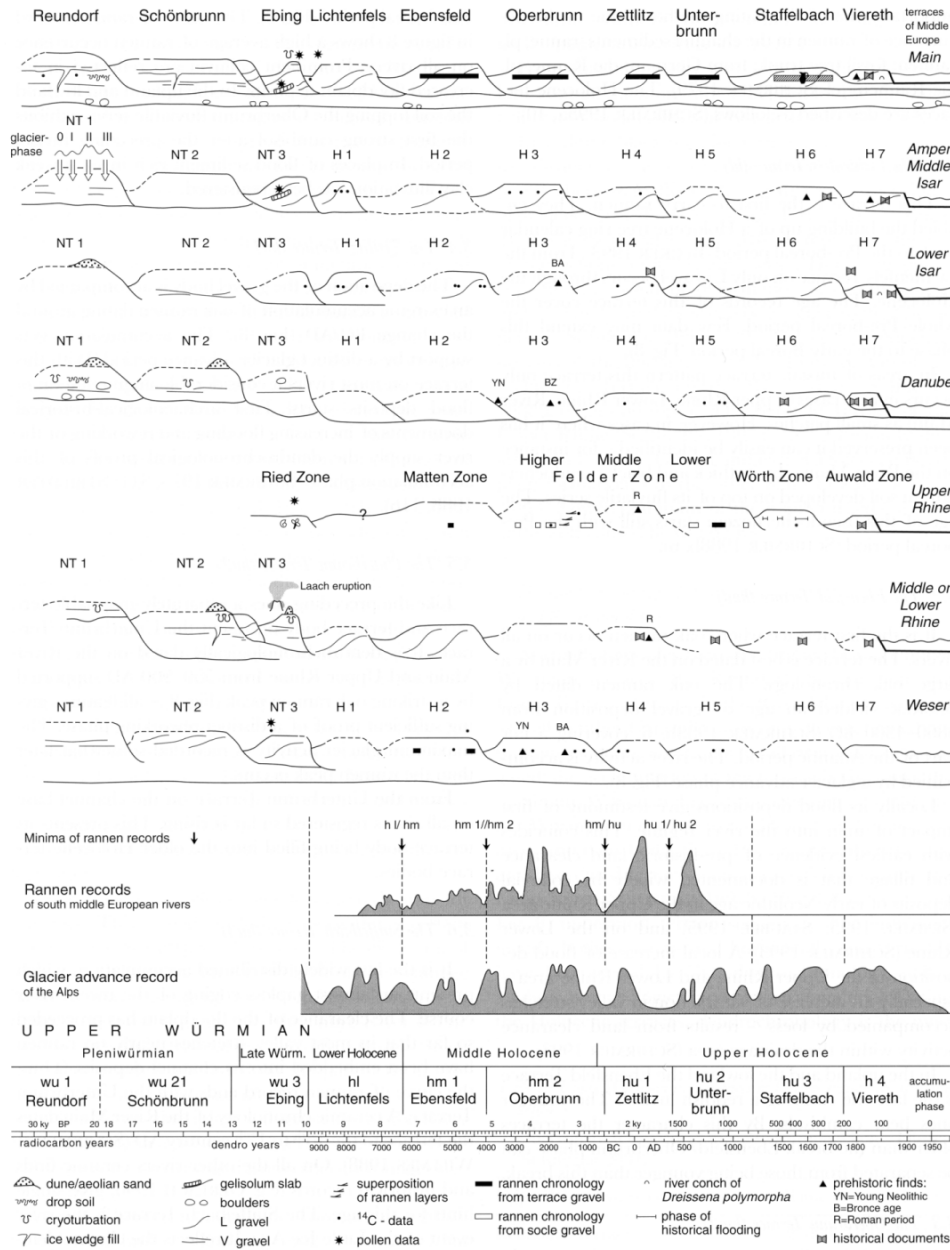 Reundorf Schönbrunn Ebing Lichtenfels Ebensfeld Oberbrunn Zettlitz Unter-brunn Staffelbach Viereth terraces of Middle Europe
Main
NT 1
glacier-phase 0 I II III
NT 2 NT 3 H 1 H 2 H 3 H 4 H 5 H 6 H 7 Amper Middle Isar
NT 1 NT 2 NT 3 H 1 H 2 H 3 H 4 H 5 H 6 H 7 Lower Isar
BA
NT 1 NT 2 NT 3 H 1 H 2 H 3 H 4 H 5 H 6 H 7
Danube
YN BZ
Higher Middle Lower
Ried Zone Matten Zone Felder Zone Wörth Zone Auwald Zone
Upper Rhine
R
?
NT 1 NT 2 NT 3
Laach eruption
Middle or Lower Rhine
R
NT 1 NT 2 NT 3 H 1 H 2 H 3 H 4 H 5 H 6 H 7 Weser
YN BA
h l/ hm hm 1//hm 2 hm/ hu hu 1/ hu 2
Minima of rannen records
Rannen records
of south middle European rivers
Glacier advance record
of the Alps
UPPER WÜRMIAN
Pleniwürmian Late Würm. Lower Holocene Middle Holocene Upper Holocene
wu 1 wu 21 wu 3 hl hm 1 hm 2 hu 1 hu 2 hu 3 h 4 accumulation phase
Reundorf Schönbrunn Ebing Lichtenfels Ebensfeld Oberbrunn Zettlitz Unter-brunn Staffelbach Viereth
30 ky BP 20 18 17 16 15 14 13 12 11 10 9 8 7 6 5 4 3 2 ky 1500 1000 500 400 300 200 100 0
radiocarbon years dendro years 9000 8000 7000 6000 5000 4000 3000 2000 1000 BC 0 AD 500 1000 1500 1600 1700 1800 1850 1900 1950
dune/aeolian sand
drop soil
cryoturbation
ice wedge fill
gelisolum slab
boulders
L gravel
V gravel
superposition
of rannen layers
14C - data
pollen data
rannen chronology
from terrace gravel
rannen chronology
from socle gravel
river conch of
Dreissena polymorpha
phase of
historical flooding
prehistoric finds:
YN=Young Neolithic
B=Bronce age
R=Roman period
historical documents